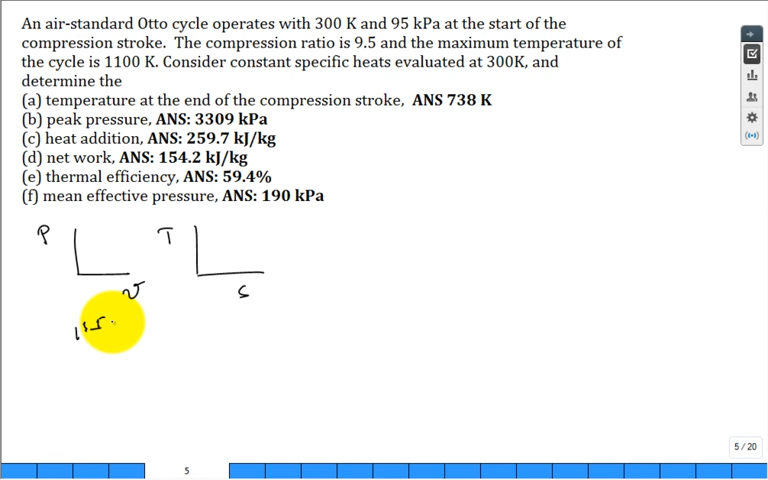 An air-standard Otto cycle operates with 300 K and 95 kPa at the start of the
compression stroke. The compression ratio is 9.5 and the maximum temperature of
the cycle is 1100 K. Consider constant specific heats evaluated at 300K, and
determine the
(a) temperature at the end of the compression stroke, ANS 738 K
(b) peak pressure, ANS: 3309 kPa
(c) heat addition, ANS: 259.7 kJ/kg
(d) net work, ANS: 154.2 kJ/kg
(e) thermal efficiency, ANS: 59.4%
(f) mean effective pressure, ANS: 190 kPa
P T
v s
5 / 20
5